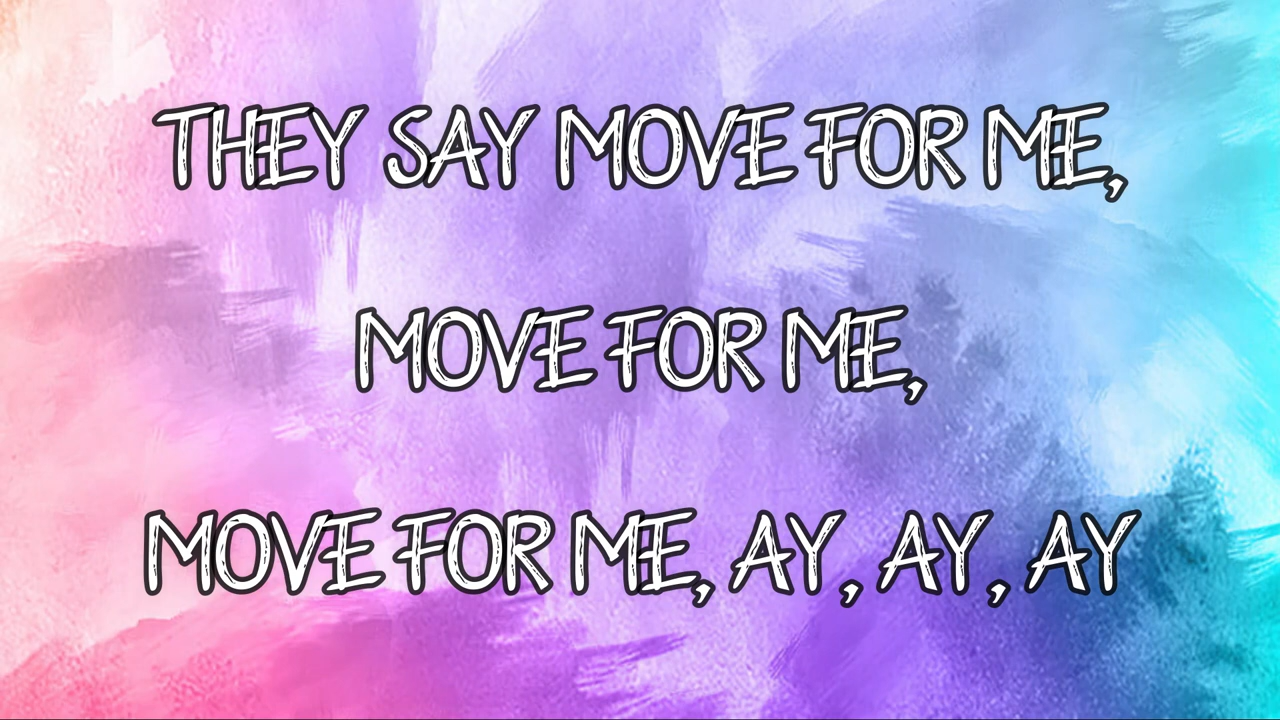 THEY SAY MOVE FOR ME,
MOVE FOR ME,
MOVE FOR ME, AY, AY, AY